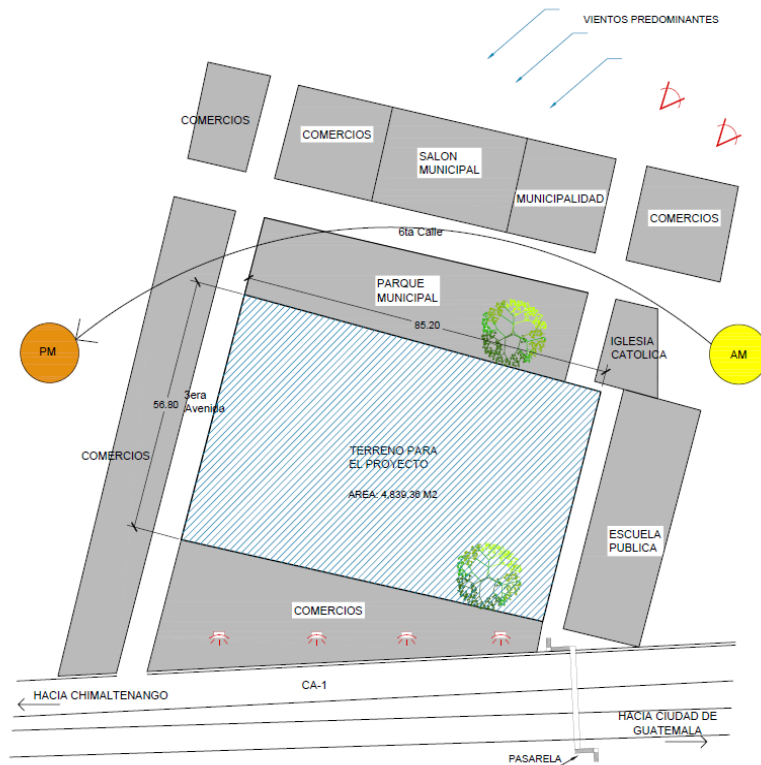 VIENTOS PREDOMINANTES
COMERCIOS
COMERCIOS
SALON
MUNICIPAL
MUNICIPALIDAD
COMERCIOS
6ta Calle
PARQUE
MUNICIPAL
85.20
IGLESIA
CATOLICA
PM
AM
56.80
3era
Avenida
COMERCIOS
TERRENO PARA
EL PROYECTO
AREA: 4,839.36 M2
ESCUELA
PUBLICA
COMERCIOS
CA-1
HACIA CHIMALTENANGO
HACIA CIUDAD DE
GUATEMALA
PASARELA